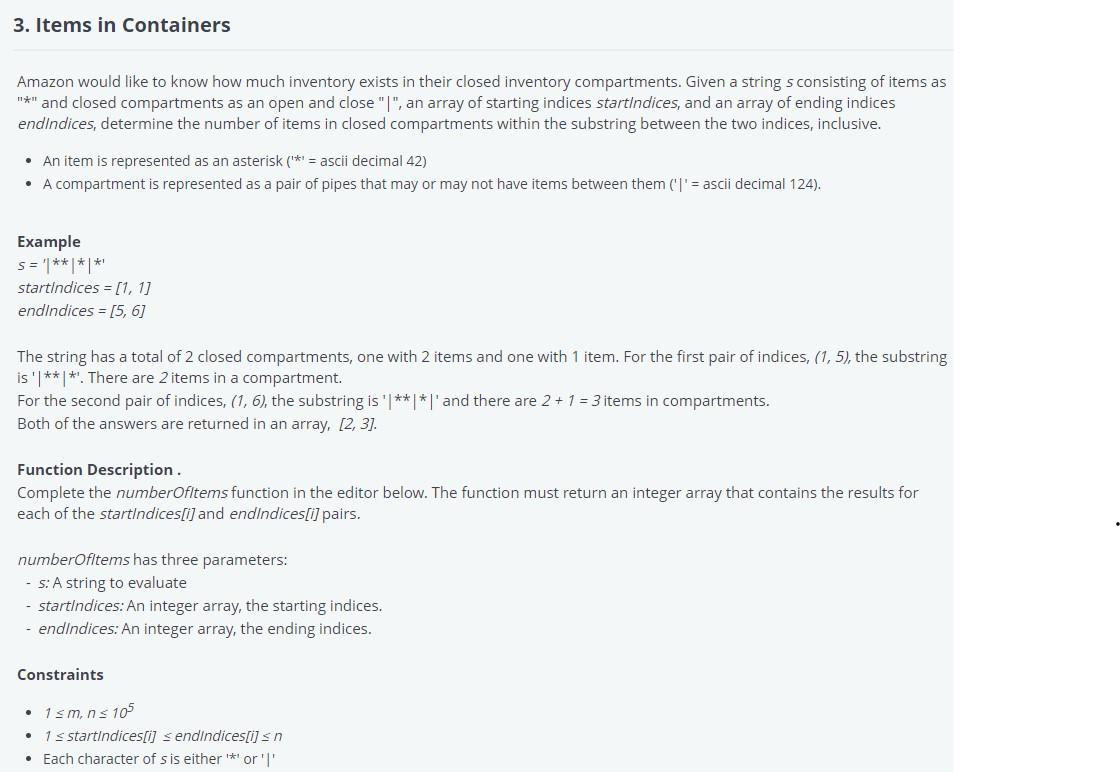 3. Items in Containers
Amazon would like to know how much inventory exists in their closed inventory compartments. Given a string s consisting of items as
"*" and closed compartments as an open and close "|", an array of starting indices startIndices, and an array of ending indices
endIndices, determine the number of items in closed compartments within the substring between the two indices, inclusive.
• An item is represented as an asterisk ('*' = ascii decimal 42)
• A compartment is represented as a pair of pipes that may or may not have items between them ('|' = ascii decimal 124).
Example
s = '|**|*|*'
startIndices = [1, 1]
endIndices = [5, 6]
The string has a total of 2 closed compartments, one with 2 items and one with 1 item. For the first pair of indices, (1, 5), the substring
is '|**|*'. There are 2 items in a compartment.
For the second pair of indices, (1, 6), the substring is '|**|*|' and there are 2 + 1 = 3 items in compartments.
Both of the answers are returned in an array, [2, 3].
Function Description .
Complete the numberOfItems function in the editor below. The function must return an integer array that contains the results for
each of the startIndices[i] and endIndices[i] pairs.
numberOfItems has three parameters:
- s: A string to evaluate
- startIndices: An integer array, the starting indices.
- endIndices: An integer array, the ending indices.
Constraints
• 1 ≤ m, n ≤ 10⁵
• 1 ≤ startIndices[i] ≤ endIndices[i] ≤ n
• Each character of s is either '*' or '|'